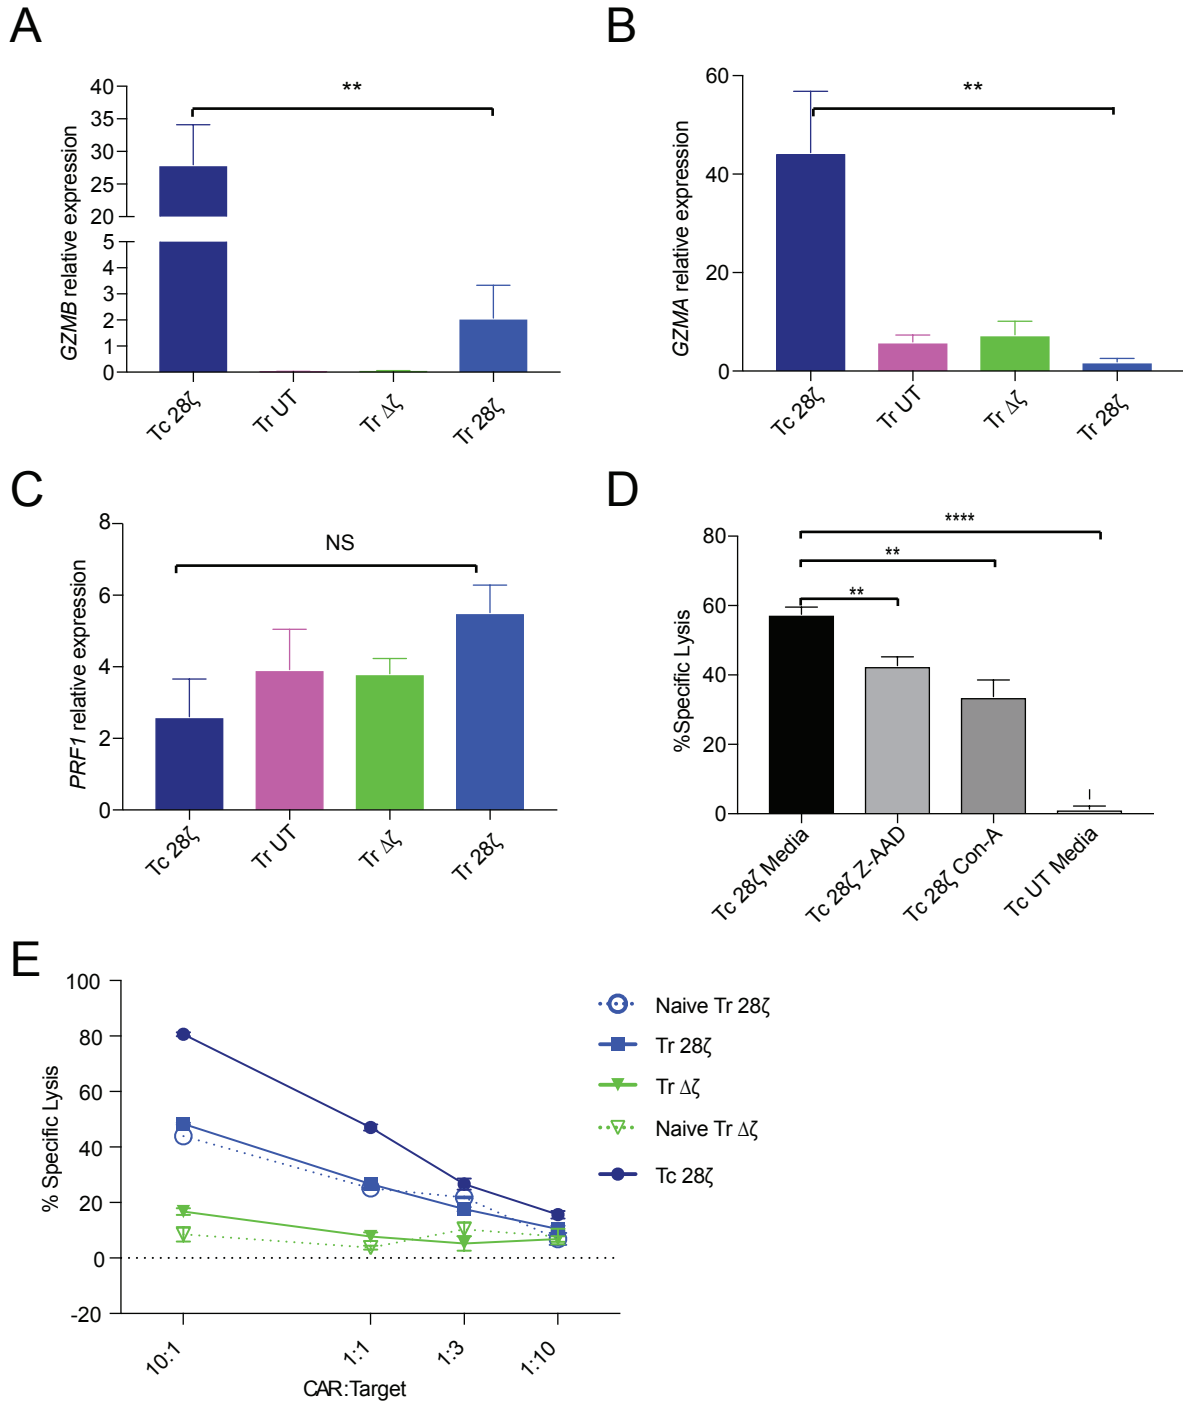 A
GZMB relative expression
40
35
30
25
20
5
4
3
2
1
0
**
Tc 28ζ
Tr UT
Tr Δζ
Tr 28ζ
B
GZMA relative expression
60
40
20
0
**
Tc 28ζ
Tr UT
Tr Δζ
Tr 28ζ
C
PRF1 relative expression
8
6
4
2
0
NS
Tc 28ζ
Tr UT
Tr Δζ
Tr 28ζ
D
%Specific Lysis
80
60
40
20
0
****
**
**
Tc 28ζ Media
Tc 28ζ Z-AAD
Tc 28ζ Con-A
Tc UT Media
E
% Specific Lysis
100
80
60
40
20
0
-20
10:1
1:1
1:3
1:10
CAR:Target
Naive Tr 28ζ
Tr 28ζ
Tr Δζ
Naive Tr Δζ
Tc 28ζ